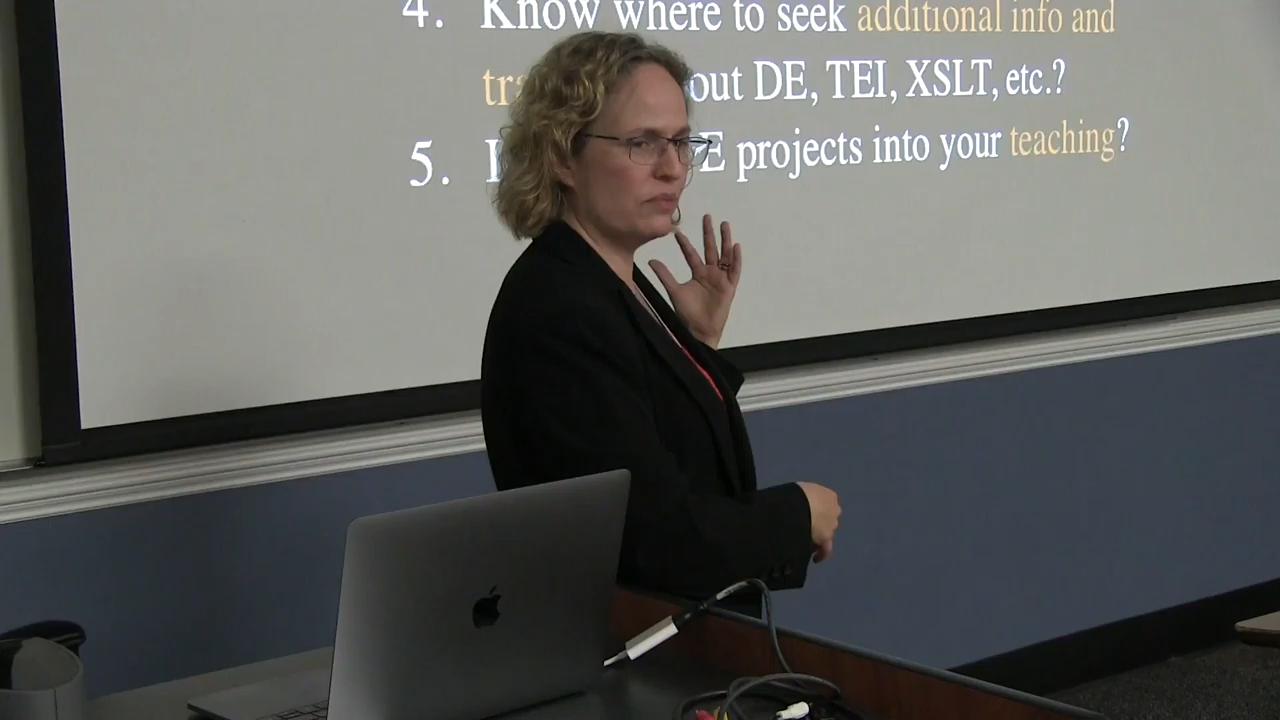 4. Know where to seek additional info and
DE, TEI, XSLT, etc.?
5. projects into your teaching?